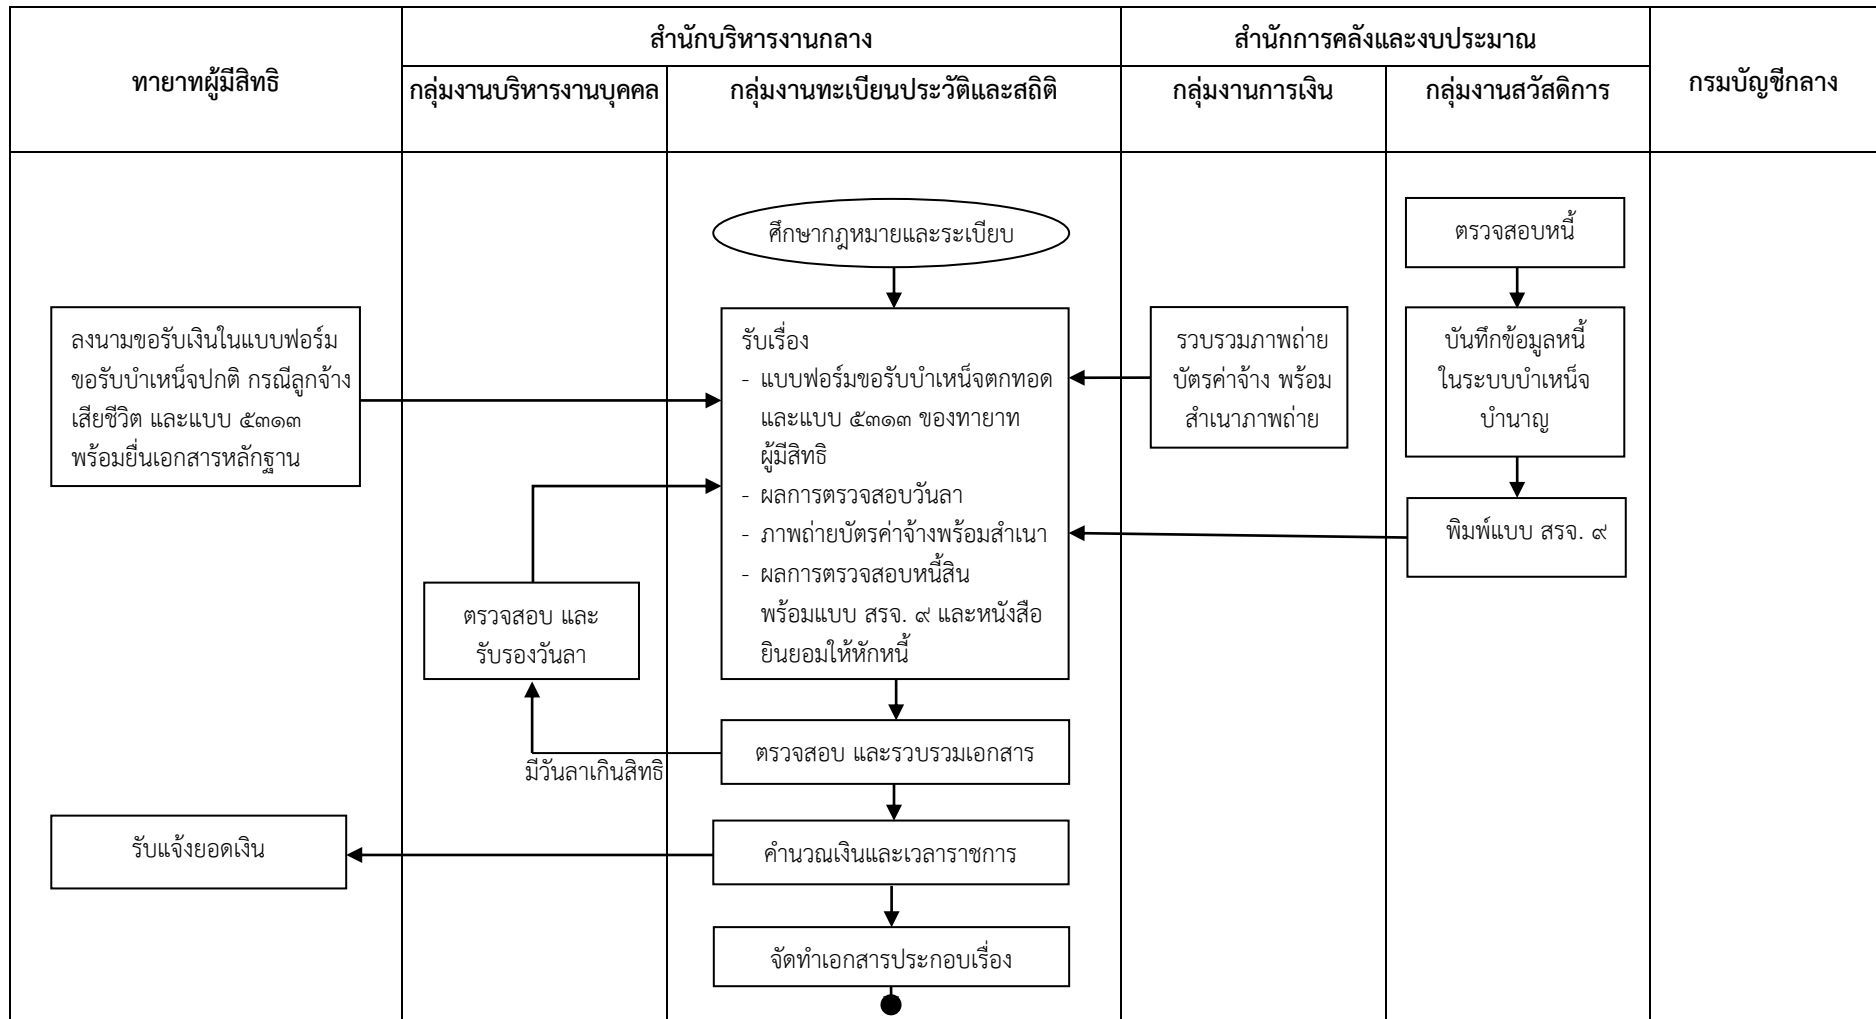 ทายาทผู้มีสิทธิ
สำนักบริหารงานกลาง
สำนักการคลังและงบประมาณ
กรมบัญชีกลาง
กลุ่มงานบริหารงานบุคคล
กลุ่มงานทะเบียนประวัติและสถิติ
กลุ่มงานการเงิน
กลุ่มงานสวัสดิการ
ศึกษากฎหมายและระเบียบ
ตรวจสอบหนี้
ลงนามขอรับเงินในแบบฟอร์ม
ขอรับบำเหน็จปกติ กรณีลูกจ้าง
เสียชีวิต และแบบ ๕๓๑๓
พร้อมยื่นเอกสารหลักฐาน
รับเรื่อง
- แบบฟอร์มขอรับบำเหน็จตกทอด
และแบบ ๕๓๑๓ ของทายาท
ผู้มีสิทธิ
- ผลการตรวจสอบวันลา
- ภาพถ่ายบัตรค่าจ้างพร้อมสำเนา
- ผลการตรวจสอบหนี้สิน
พร้อมแบบ สรจ. ๙ และหนังสือ
ยินยอมให้หักหนี้
รวบรวมภาพถ่าย
บัตรค่าจ้าง พร้อม
สำเนาภาพถ่าย
บันทึกข้อมูลหนี้
ในระบบบำเหน็จ
บำนาญ
พิมพ์แบบ สรจ. ๙
ตรวจสอบ และ
รับรองวันลา
ตรวจสอบ และรวบรวมเอกสาร
มีวันลาเกินสิทธิ
รับแจ้งยอดเงิน
คำนวณเงินและเวลาราชการ
จัดทำเอกสารประกอบเรื่อง